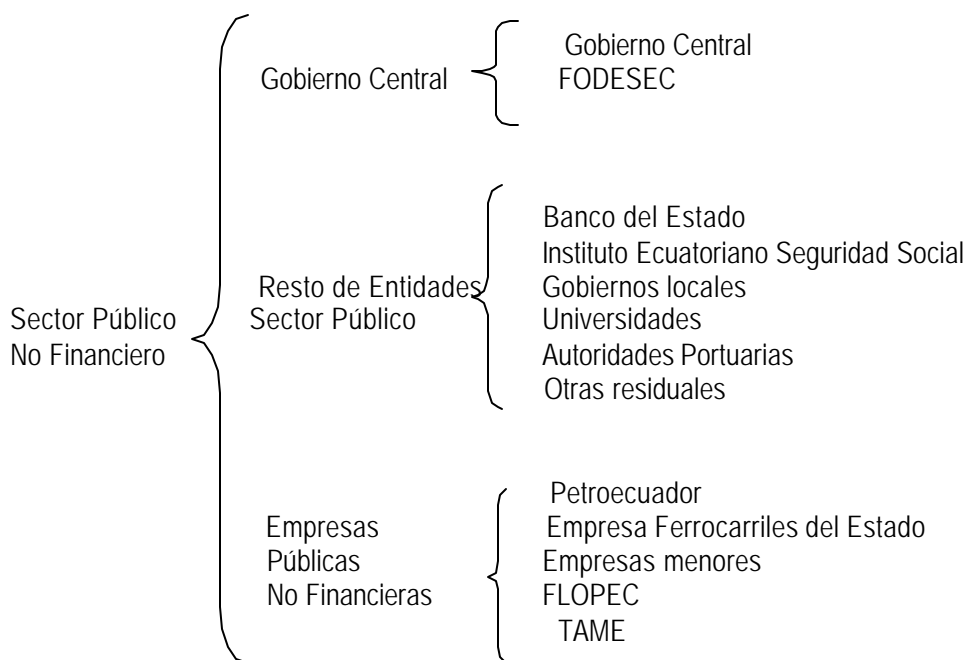 Sector Público
No Financiero
Gobierno Central
Gobierno Central
FODESEC
Resto de Entidades
Sector Público
Banco del Estado
Instituto Ecuatoriano Seguridad Social
Gobiernos locales
Universidades
Autoridades Portuarias
Otras residuales
Empresas
Públicas
No Financieras
Petroecuador
Empresa Ferrocarriles del Estado
Empresas menores
FLOPEC
TAME